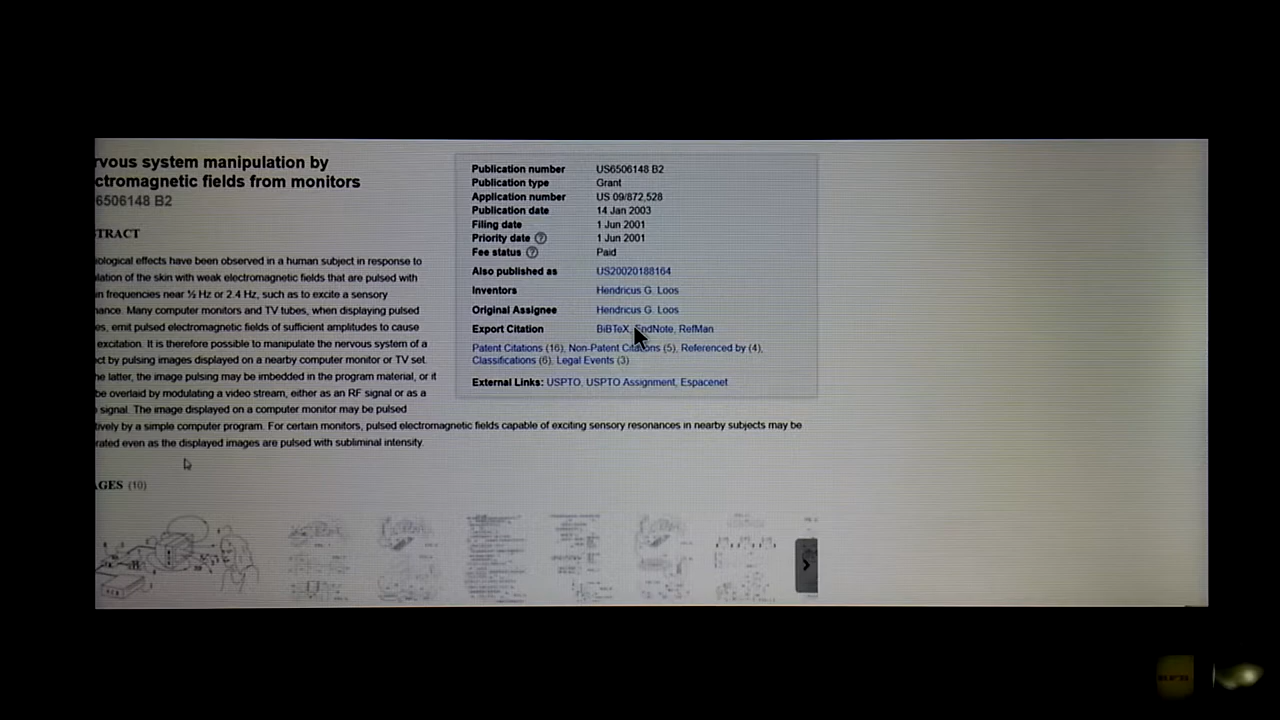 rvous system manipulation by
ctromagnetic fields from monitors
6506148 B2
TRACT
iological effects have been observed in a human subject in response to
lation of the skin with weak electromagnetic fields that are pulsed with
n frequencies near ½ Hz or 2.4 Hz, such as to excite a sensory
nance. Many computer monitors and TV tubes, when displaying pulsed
es, emit pulsed electromagnetic fields of sufficient amplitudes to cause
excitation. It is therefore possible to manipulate the nervous system of a
ct by pulsing images displayed on a nearby computer monitor or TV set.
he latter, the image pulsing may be imbedded in the program material, or it
be overlaid by modulating a video stream, either as an RF signal or as a
signal. The image displayed on a computer monitor may be pulsed
tively by a simple computer program. For certain monitors, pulsed electromagnetic fields capable of exciting sensory resonances in nearby subjects may be
rated even as the displayed images are pulsed with subliminal intensity.
Publication number US6506148 B2
Publication type Grant
Application number US 09/872,528
Publication date 14 Jan 2003
Filing date 1 Jun 2001
Priority date ? 1 Jun 2001
Fee status ? Paid
Also published as US20020188164
Inventors Hendricus G. Loos
Original Assignee Hendricus G. Loos
Export Citation BiBTeX, EndNote, RefMan
Patent Citations (16), Non-Patent Citations (5), Referenced by (4),
Classifications (6), Legal Events (3)
External Links: USPTO, USPTO Assignment, Espacenet
GES (10)